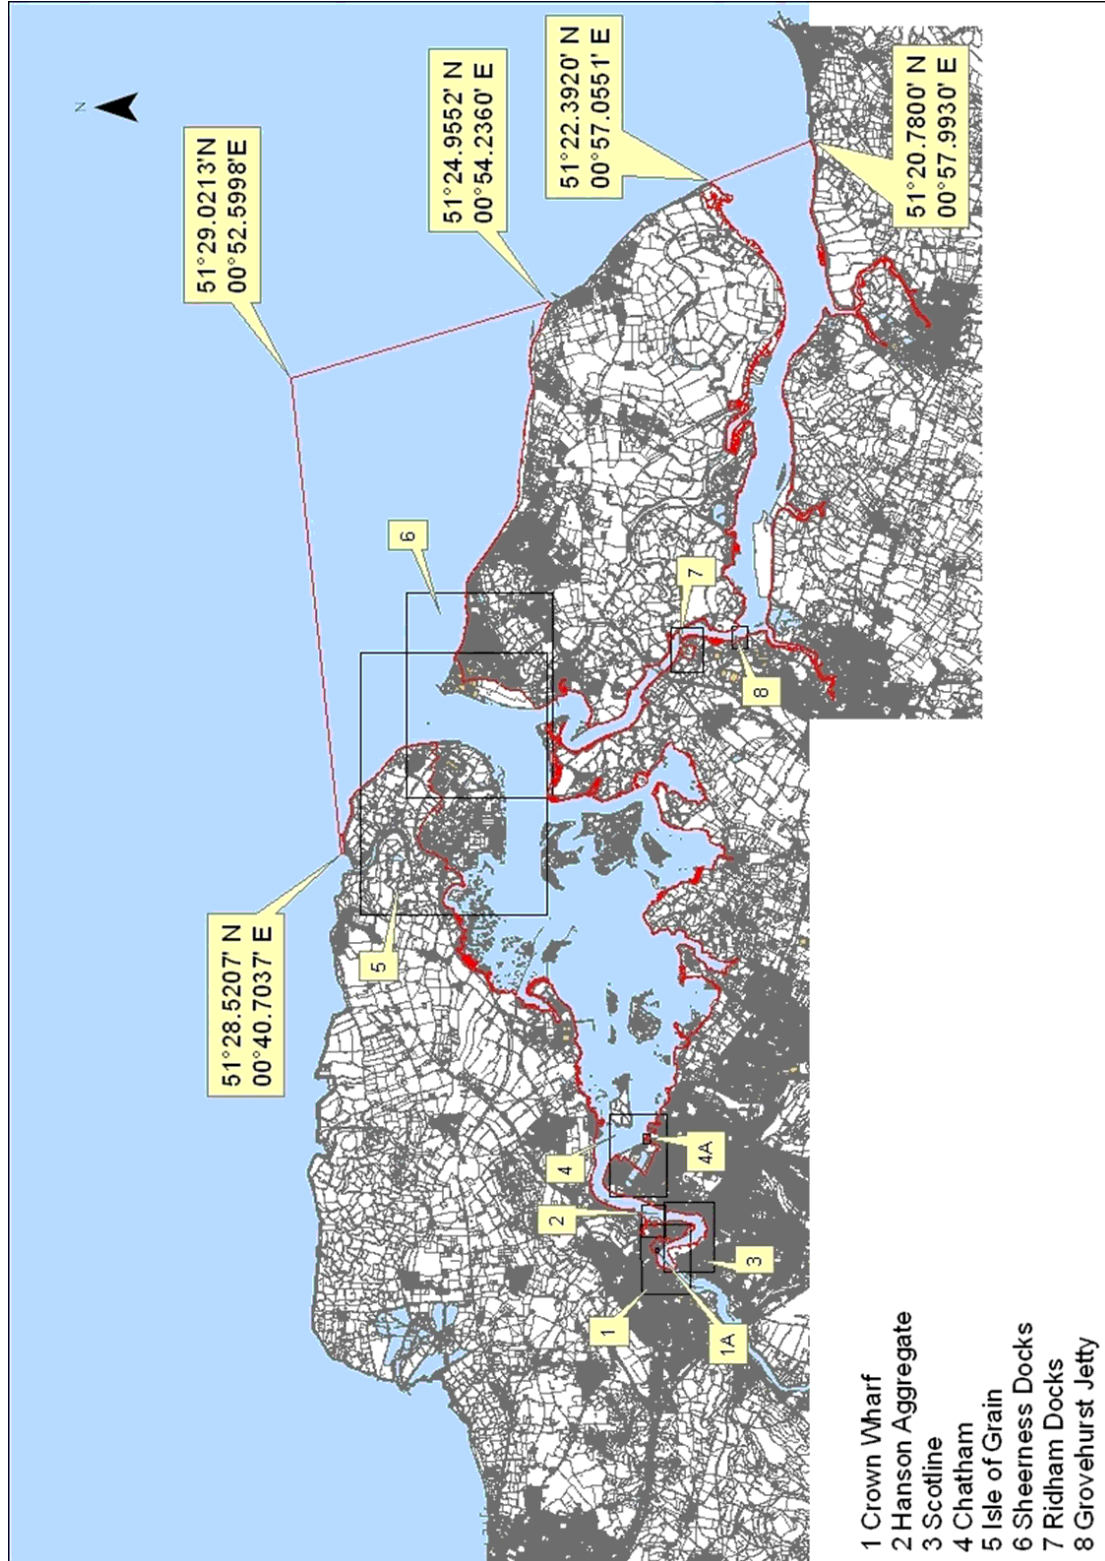 N
51°29.0213'N
00°52.5998'E
51°24.9552' N
00°54.2360' E
51°22.3920' N
00°57.0551' E
51°20.7800' N
00°57.9930' E
51°28.5207' N
00°40.7037' E
6
7
8
5
4
4A
2
3
1
1A
1 Crown Wharf
2 Hanson Aggregate
3 Scotline
4 Chatham
5 Isle of Grain
6 Sheerness Docks
7 Ridham Docks
8 Grovehurst Jetty